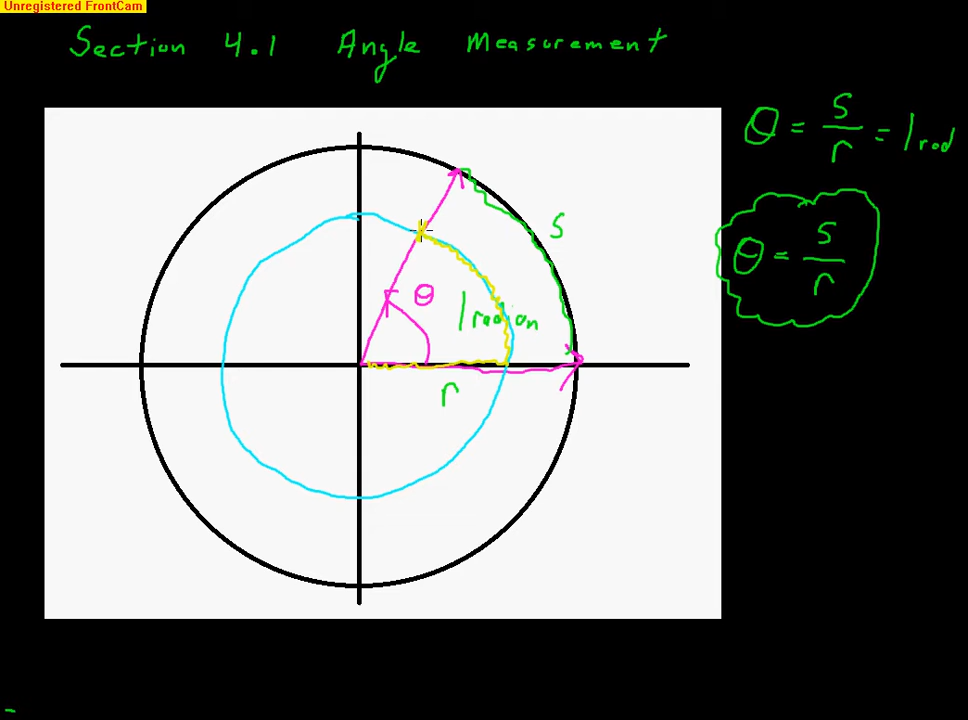 Unregistered FrontCam
Section 4.1 Angle Measurement
θ = s/r = 1 rad
s
θ = s/r
θ
1 radian
r